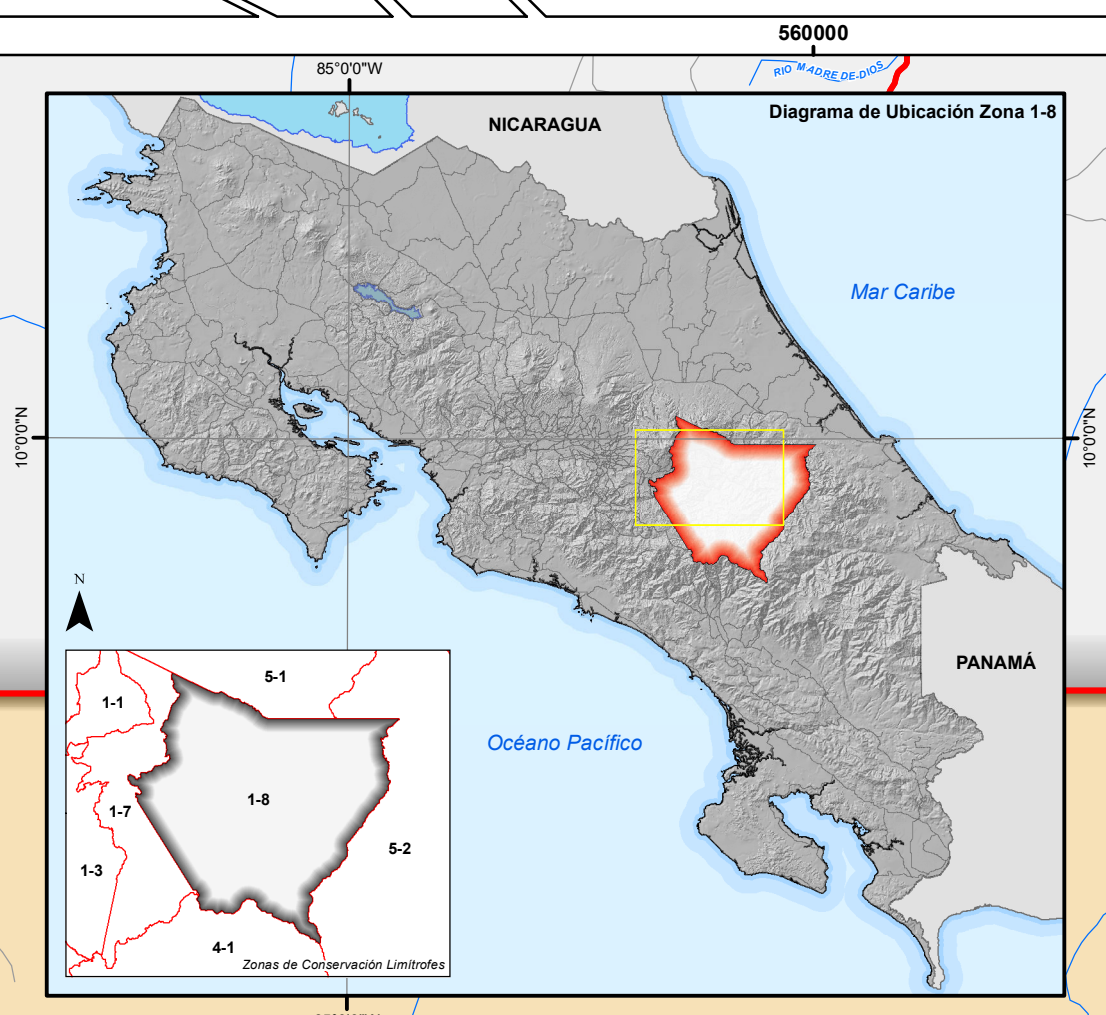 560000
RIO MADRE-DE-DIOS
85°0'0"W
Diagrama de Ubicación Zona 1-8
NICARAGUA
Mar Caribe
10°0'0"N
10°0'0"N
N
PANAMÁ
Océano Pacífico
5-1
1-1
1-8
1-7
5-2
1-3
4-1
Zonas de Conservación Limítrofes